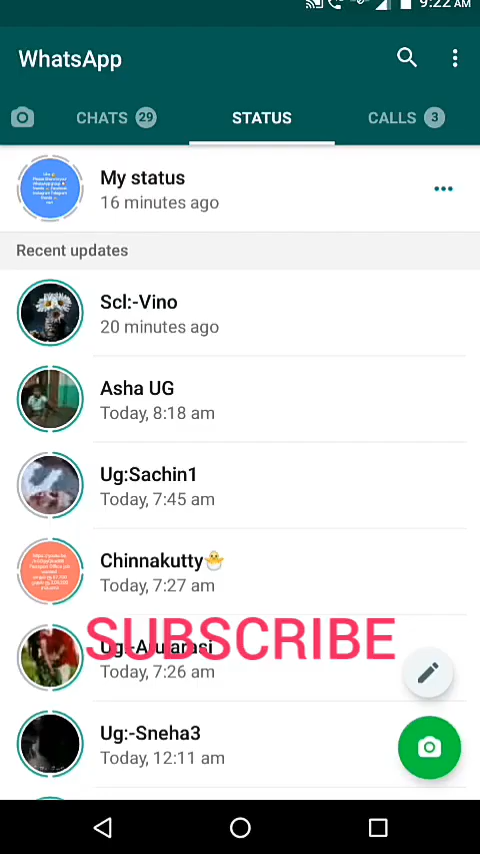 9:22 AM
WhatsApp
CHATS 29 STATUS CALLS 3
My status
16 minutes ago
Recent updates
Scl:-Vino
20 minutes ago
Asha UG
Today, 8:18 am
Ug:Sachin1
Today, 7:45 am
Chinnakutty🐣
Today, 7:27 am
SUBSCRIBE
Today, 7:26 am
Ug:-Sneha3
Today, 12:11 am